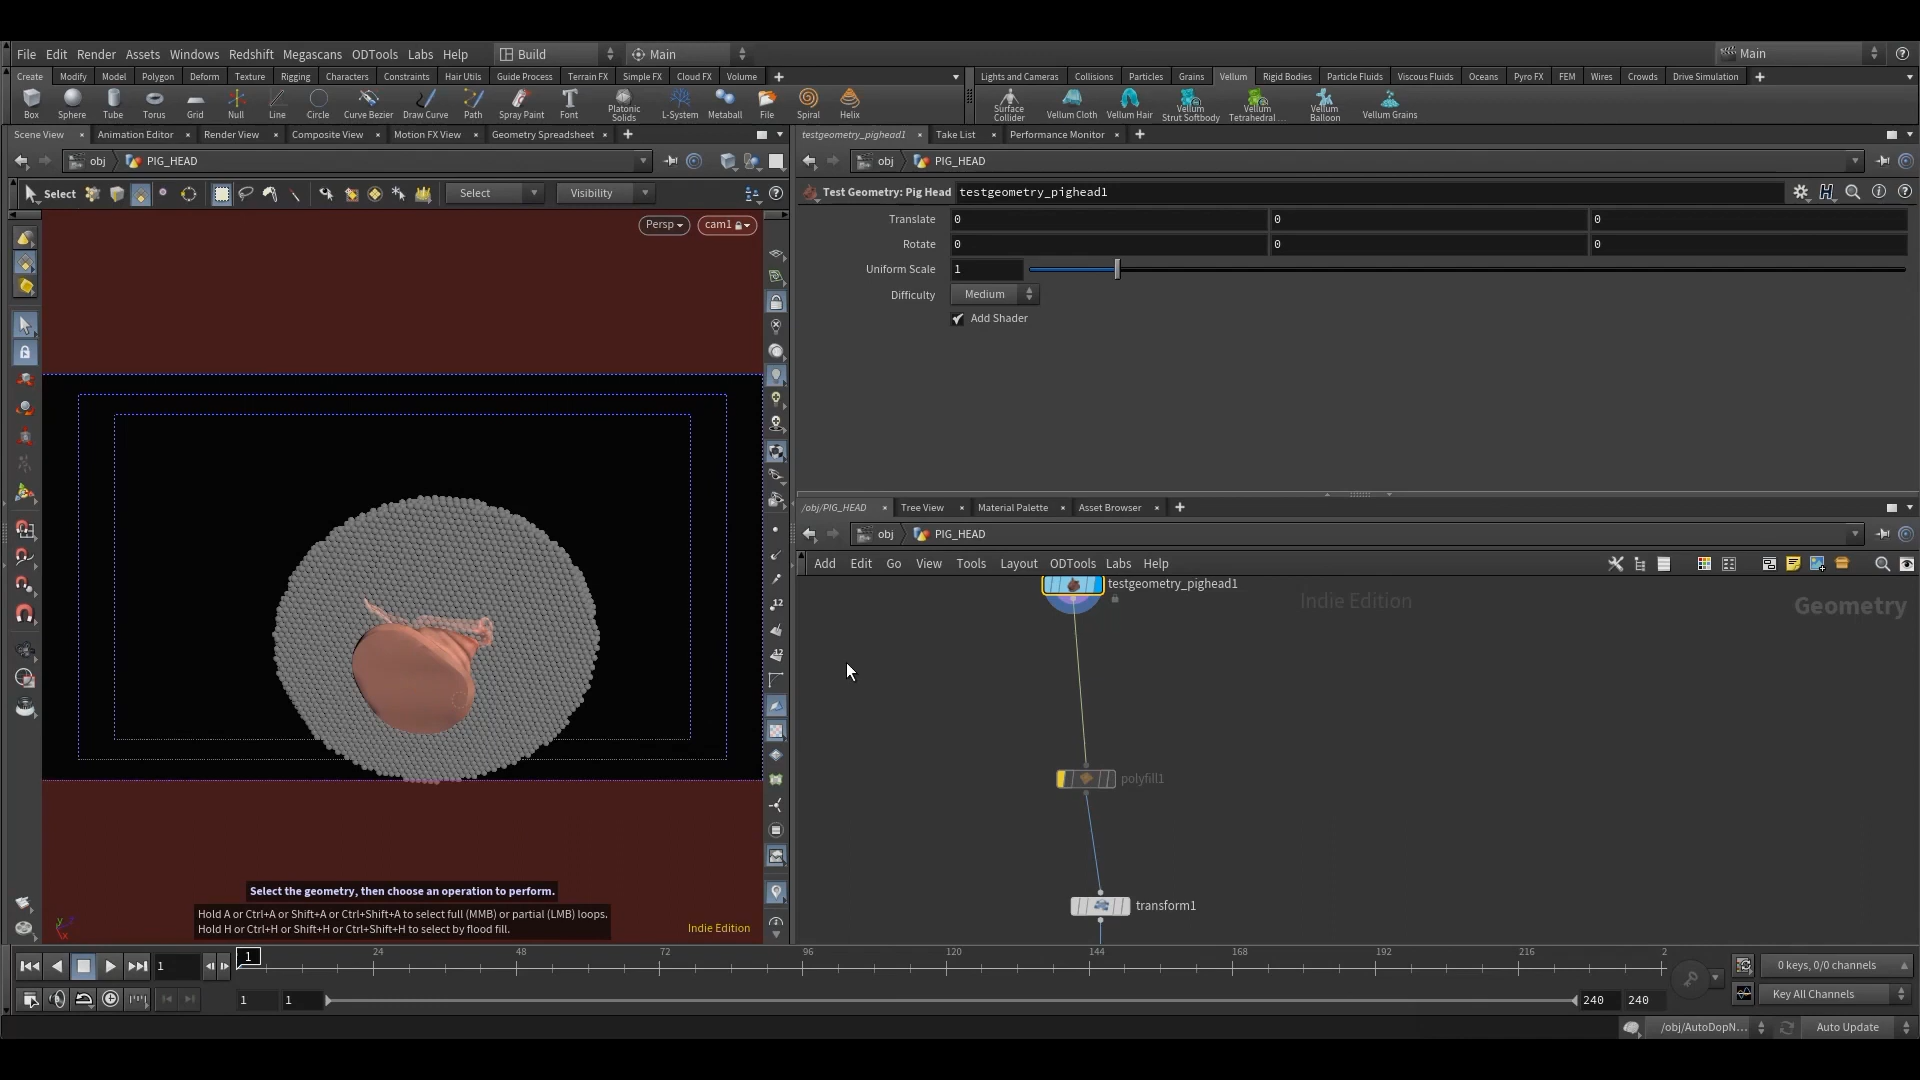 File Edit Render Assets Windows Redshift Megascans ODTools Labs Help Build Main Main
Create Modify Model Polygon Deform Texture Rigging Characters Constraints Hair Utils Guide Process Terrain FX Simple FX Cloud FX Volume
Lights and Cameras Collisions Particles Grains Vellum Rigid Bodies Particle Fluids Viscous Fluids Oceans Pyro FX FEM Wires Crowds Drive Simulation
Box Sphere Tube Torus Grid Null Line Circle Curve Bezier Draw Curve Path Spray Paint Font Platonic Solids L-System Metaball File Spiral Helix
Surface Collider Vellum Cloth Vellum Hair Vellum Strut Softbody Vellum Tetrahedral ... Vellum Balloon Vellum Grains
Scene View Animation Editor Render View Composite View Motion FX View Geometry Spreadsheet
testgeometry_pighead1 Take List Performance Monitor
obj PIG_HEAD
obj PIG_HEAD
Select Select Visibility
Test Geometry: Pig Head testgeometry_pighead1
Translate 0 0 0
Rotate 0 0 0
Uniform Scale 1
Difficulty Medium
Add Shader
Persp cam1
/obj/PIG_HEAD Tree View Material Palette Asset Browser
obj PIG_HEAD
Add Edit Go View Tools Layout ODTools Labs Help
testgeometry_pighead1
Indie Edition
Geometry
polyfill1
transform1
12
12
Select the geometry, then choose an operation to perform.
Hold A or Ctrl+A or Shift+A or Ctrl+Shift+A to select full (MMB) or partial (LMB) loops.
Hold H or Ctrl+H or Shift+H or Ctrl+Shift+H to select by flood fill.
Indie Edition
y x
1 1 24 48 72 96 120 144 168 192 216 2
0 keys, 0/0 channels
1 1 240 240
Key All Channels
/obj/AutoDopN... Auto Update